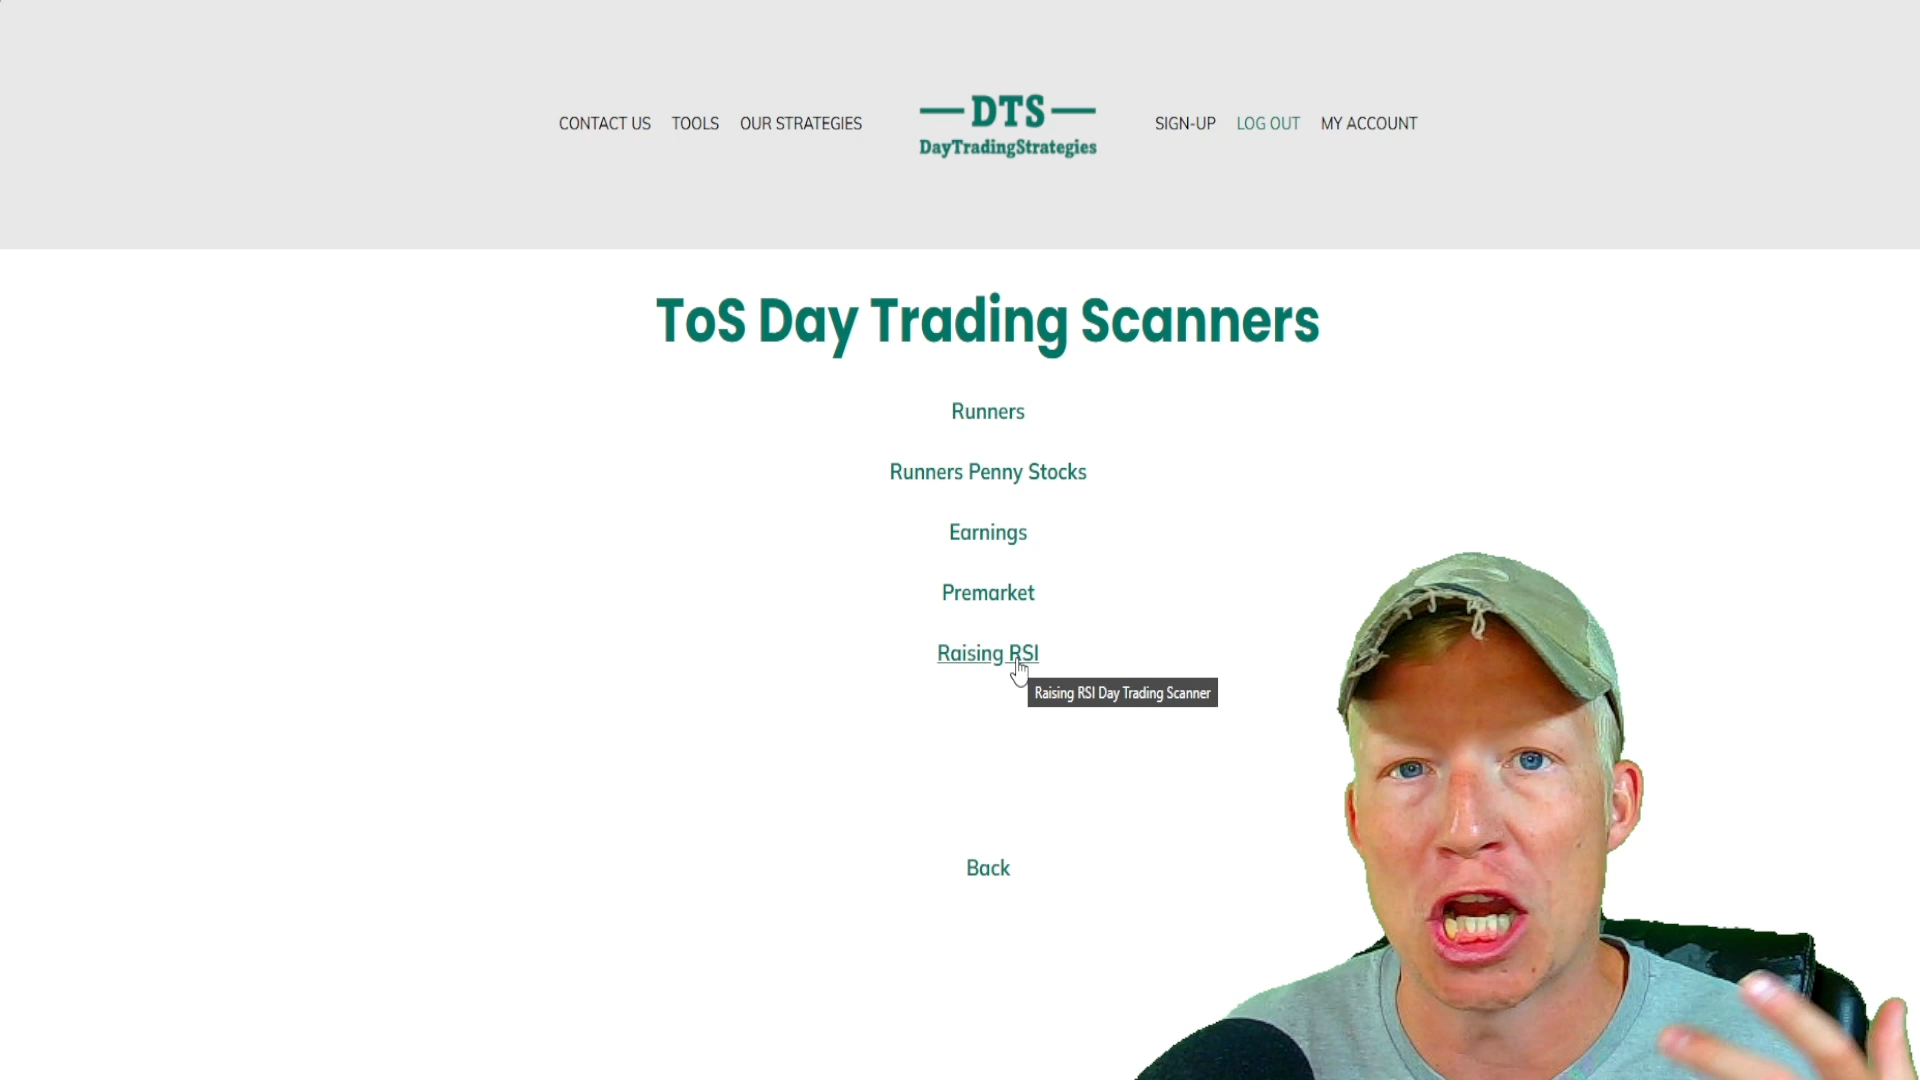 CONTACT US TOOLS OUR STRATEGIES
DTS
DayTradingStrategies
SIGN-UP LOG OUT MY ACCOUNT
ToS Day Trading Scanners
Runners
Runners Penny Stocks
Earnings
Premarket
Raising RSI
Raising RSI Day Trading Scanner
Back